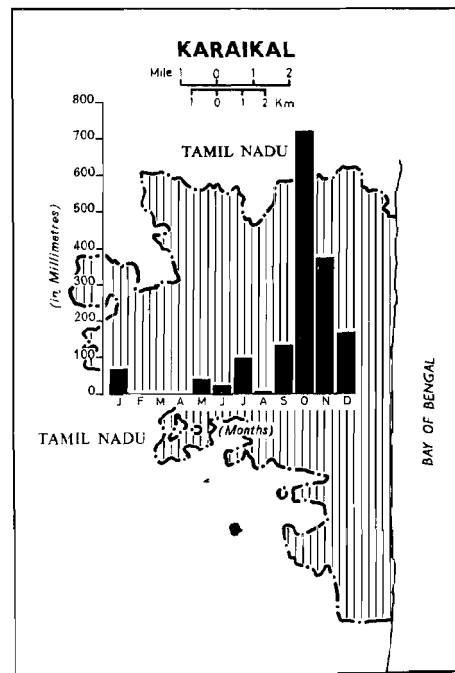 KARAIKAL
Mile 1 0 1 2
1 0 1 2 Km
800
700
TAMIL NADU
600
500
400
300
200
100
0
(in Millimetres)
J F M A M J J A S O N D
(Months)
TAMIL NADU
BAY OF BENGAL